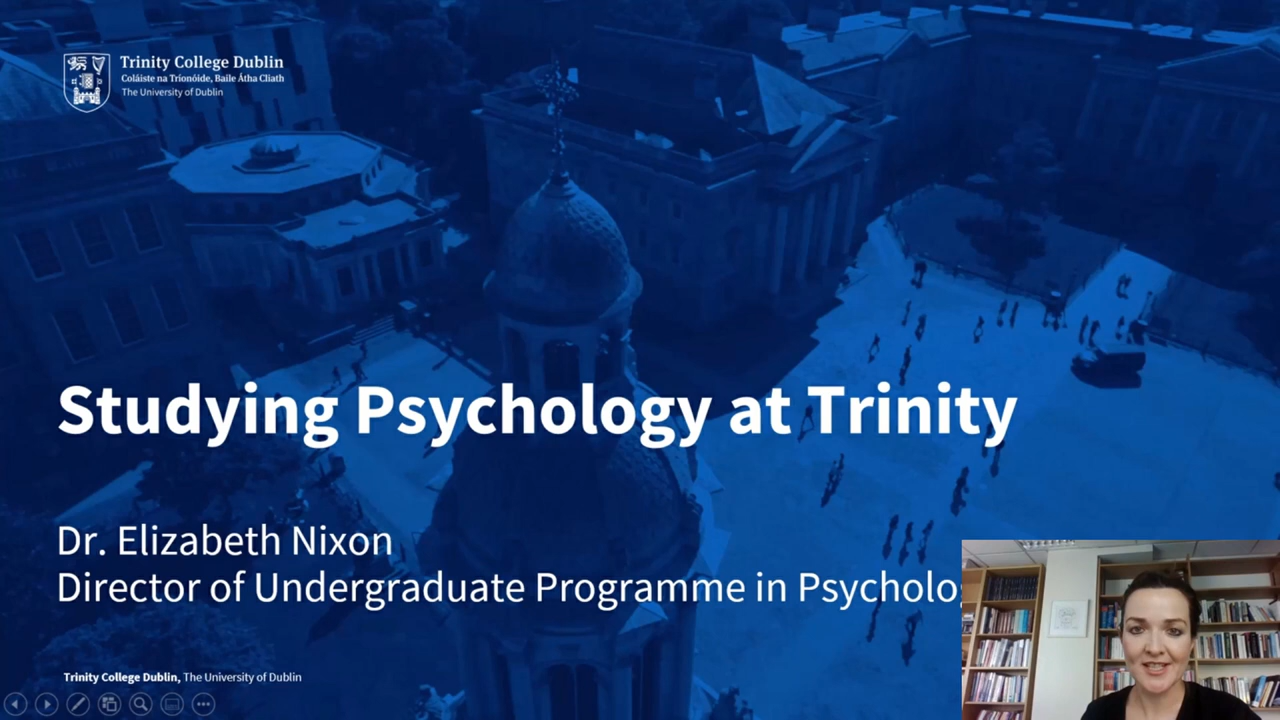 Trinity College Dublin
Coláiste na Tríonóide, Baile Átha Cliath
The University of Dublin
Studying Psychology at Trinity
Dr. Elizabeth Nixon
Director of Undergraduate Programme in Psycholo
Trinity College Dublin, The University of Dublin